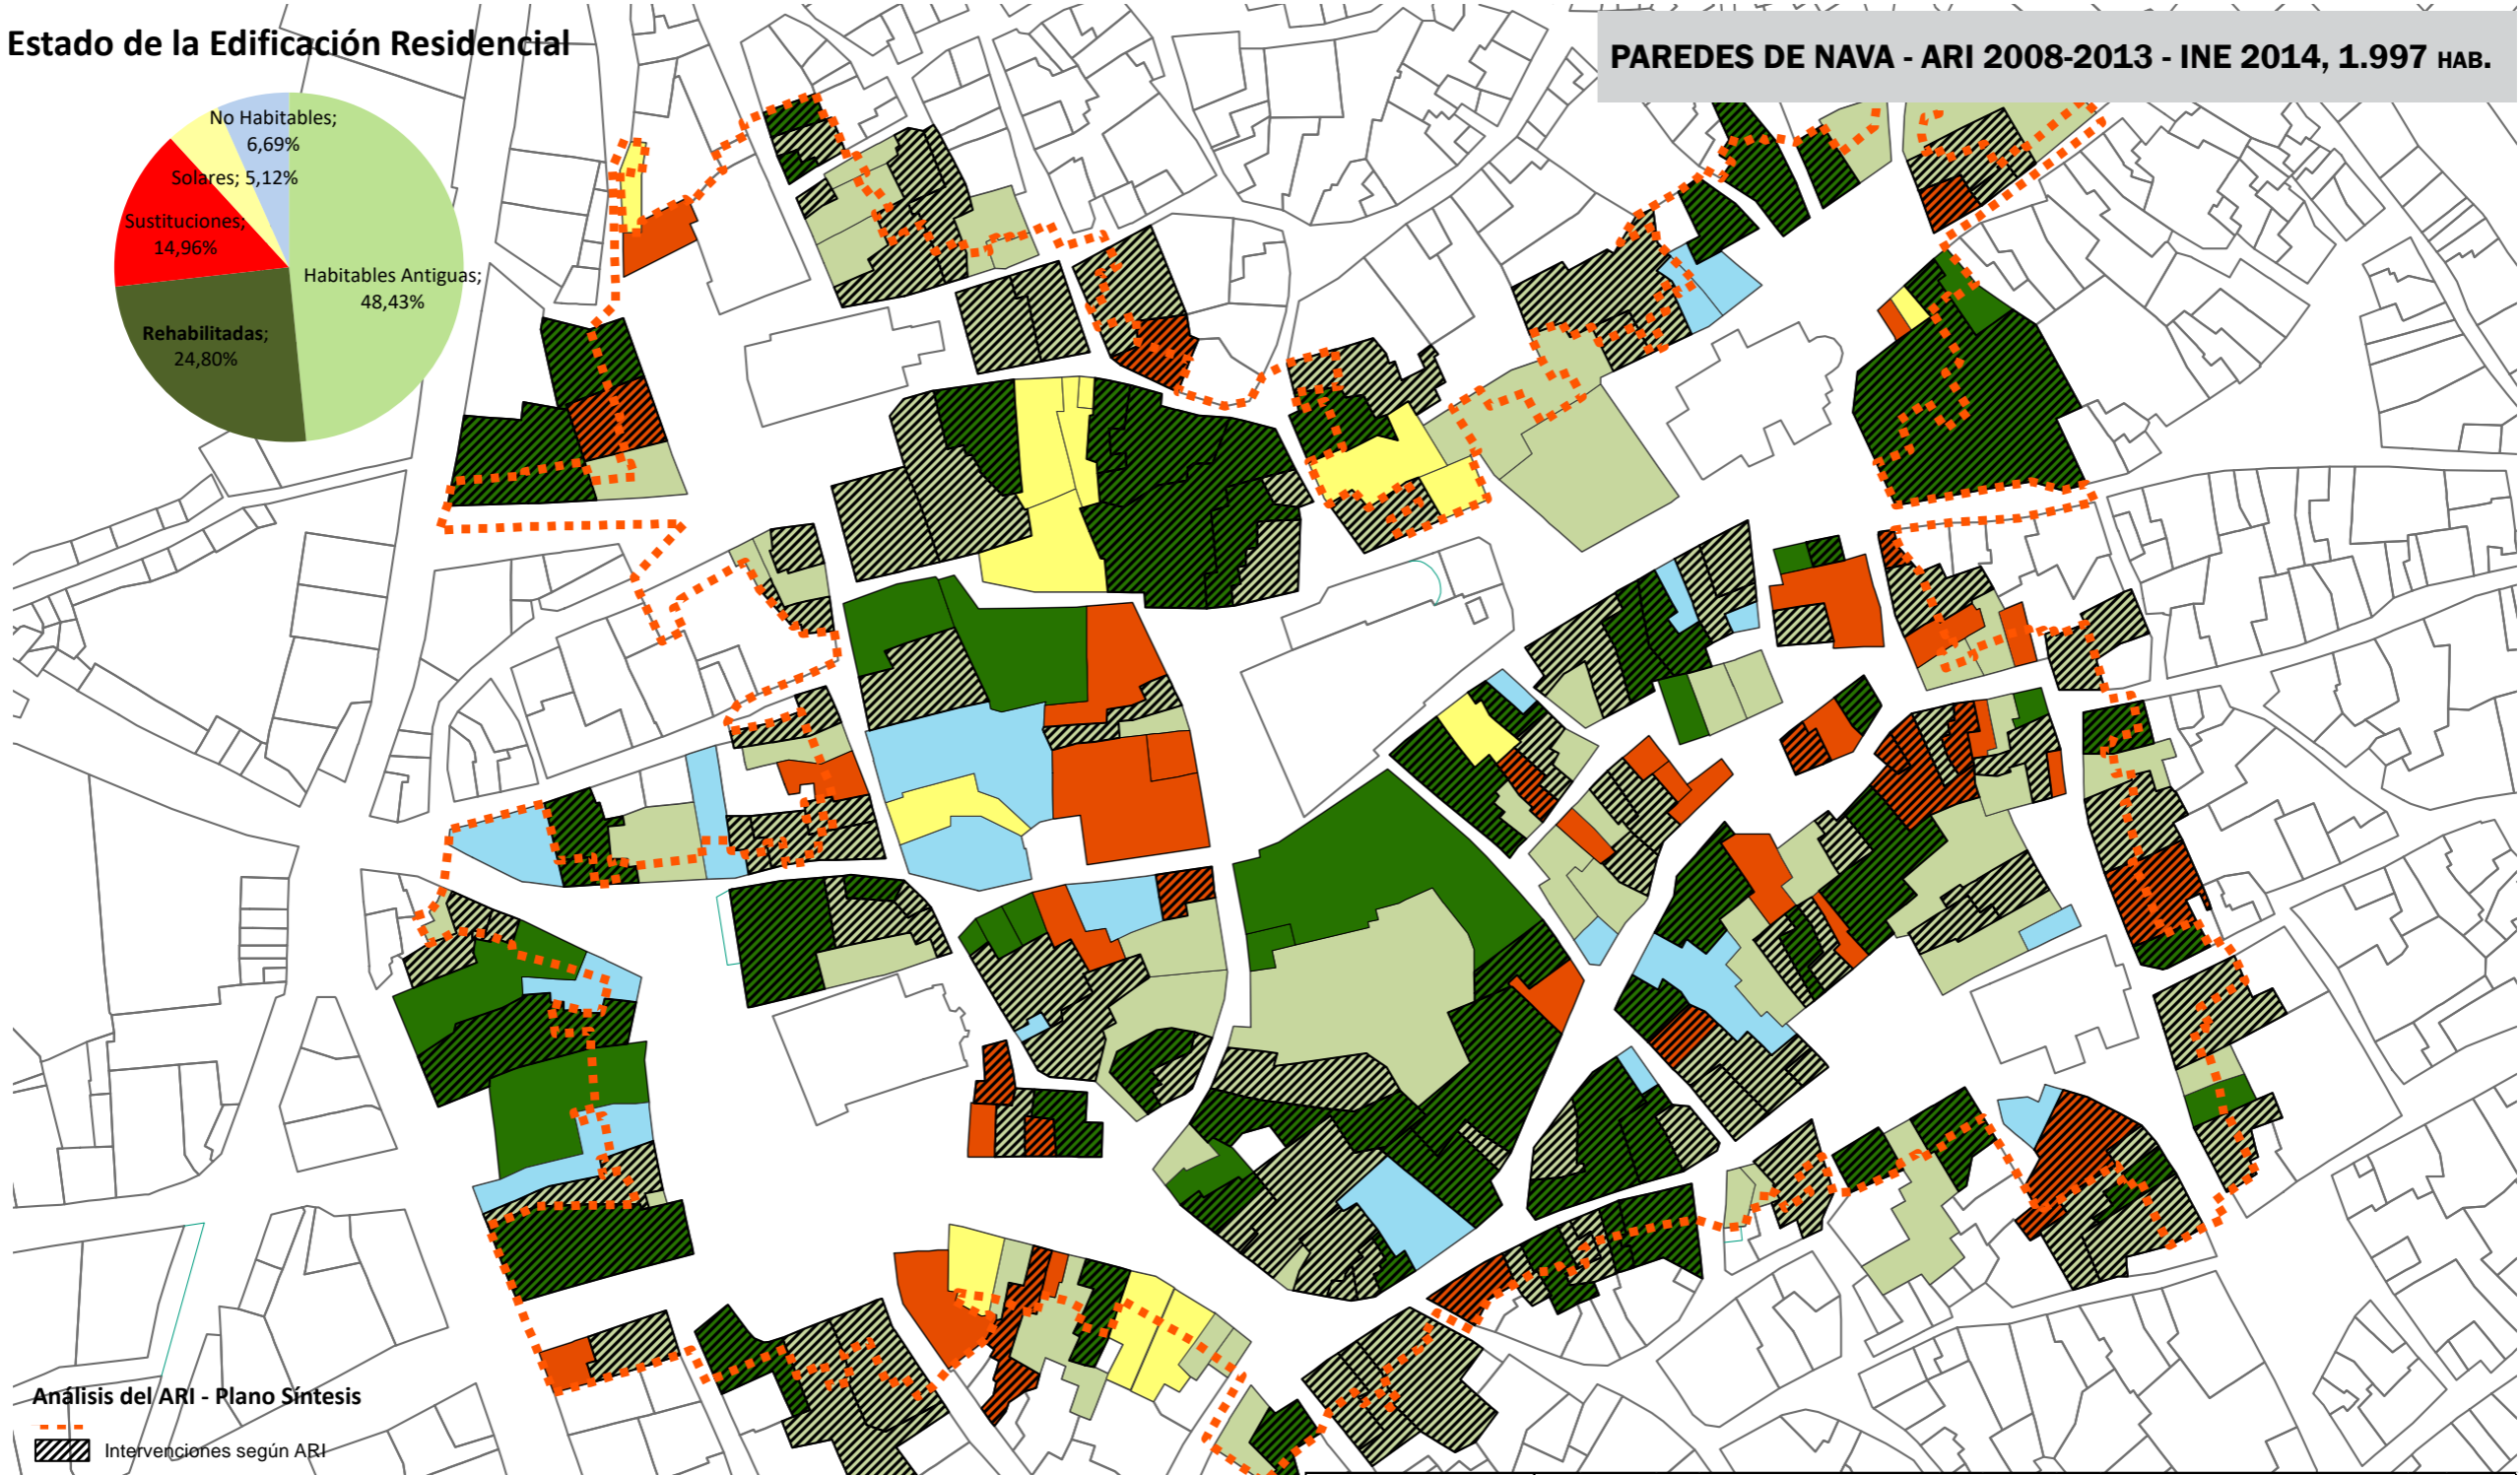 Estado de la Edificación Residencial
PAREDES DE NAVA - ARI 2008-2013 - INE 2014, 1.997 HAB.
No Habitables;
6,69%
Solares; 5,12%
Sustituciones;
14,96%
Habitables Antiguas;
48,43%
Rehabilitadas;
24,80%
Análisis del ARI - Plano Síntesis
Intervenciones según ARI